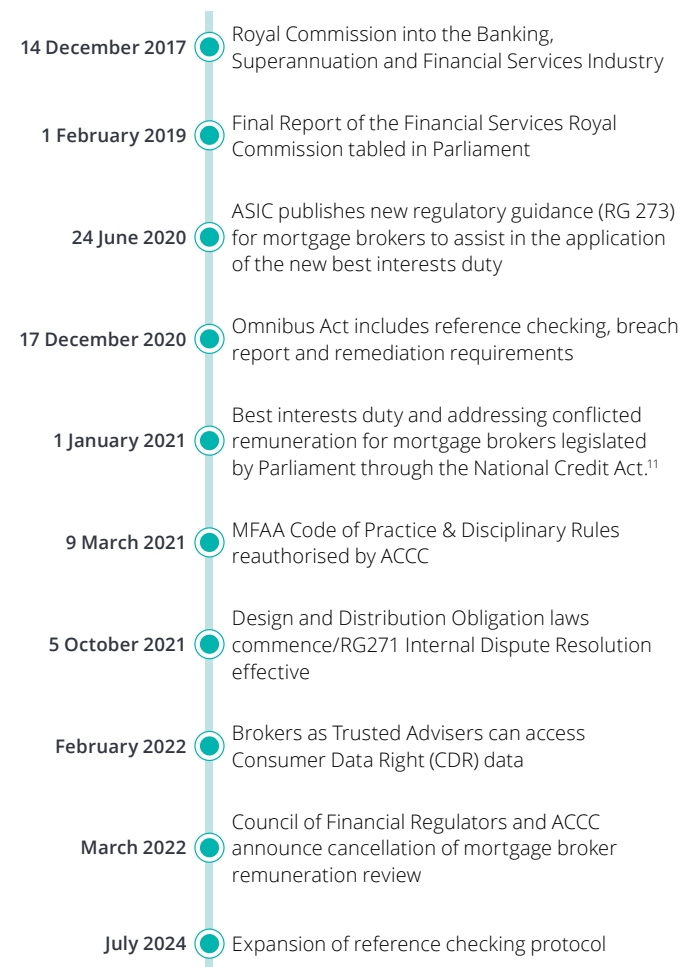 14 December 2017
Royal Commission into the Banking,
Superannuation and Financial Services Industry
1 February 2019
Final Report of the Financial Services Royal
Commission tabled in Parliament
24 June 2020
ASIC publishes new regulatory guidance (RG 273)
for mortgage brokers to assist in the application
of the new best interests duty
17 December 2020
Omnibus Act includes reference checking, breach
report and remediation requirements
1 January 2021
Best interests duty and addressing conflicted
remuneration for mortgage brokers legislated
by Parliament through the National Credit Act.¹¹
9 March 2021
MFAA Code of Practice & Disciplinary Rules
reauthorised by ACCC
5 October 2021
Design and Distribution Obligation laws
commence/RG271 Internal Dispute Resolution
effective
February 2022
Brokers as Trusted Advisers can access
Consumer Data Right (CDR) data
March 2022
Council of Financial Regulators and ACCC
announce cancellation of mortgage broker
remuneration review
July 2024
Expansion of reference checking protocol